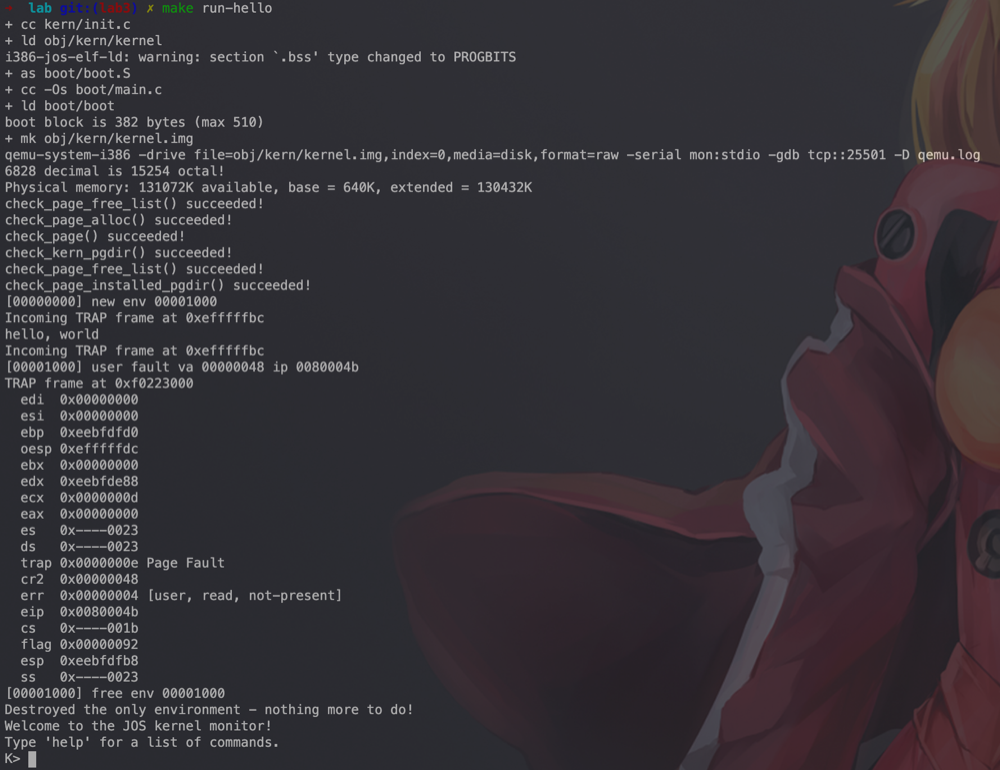 → lab git:(lab3) ✗ make run-hello
+ cc kern/init.c
+ ld obj/kern/kernel
i386-jos-elf-ld: warning: section `.bss' type changed to PROGBITS
+ as boot/boot.S
+ cc -Os boot/main.c
+ ld boot/boot
boot block is 382 bytes (max 510)
+ mk obj/kern/kernel.img
qemu-system-i386 -drive file=obj/kern/kernel.img,index=0,media=disk,format=raw -serial mon:stdio -gdb tcp::25501 -D qemu.log
6828 decimal is 15254 octal!
Physical memory: 131072K available, base = 640K, extended = 130432K
check_page_free_list() succeeded!
check_page_alloc() succeeded!
check_page() succeeded!
check_kern_pgdir() succeeded!
check_page_free_list() succeeded!
check_page_installed_pgdir() succeeded!
[00000000] new env 00001000
Incoming TRAP frame at 0xefffffbc
hello, world
Incoming TRAP frame at 0xefffffbc
[00001000] user fault va 00000048 ip 0080004b
TRAP frame at 0xf0223000
  edi  0x00000000
  esi  0x00000000
  ebp  0xeebfdfd0
  oesp 0xefffffdc
  ebx  0x00000000
  edx  0xeebfde88
  ecx  0x0000000d
  eax  0x00000000
  es   0x----0023
  ds   0x----0023
  trap 0x0000000e Page Fault
  cr2  0x00000048
  err  0x00000004 [user, read, not-present]
  eip  0x0080004b
  cs   0x----001b
  flag 0x00000092
  esp  0xeebfdfb8
  ss   0x----0023
[00001000] free env 00001000
Destroyed the only environment - nothing more to do!
Welcome to the JOS kernel monitor!
Type 'help' for a list of commands.
K>